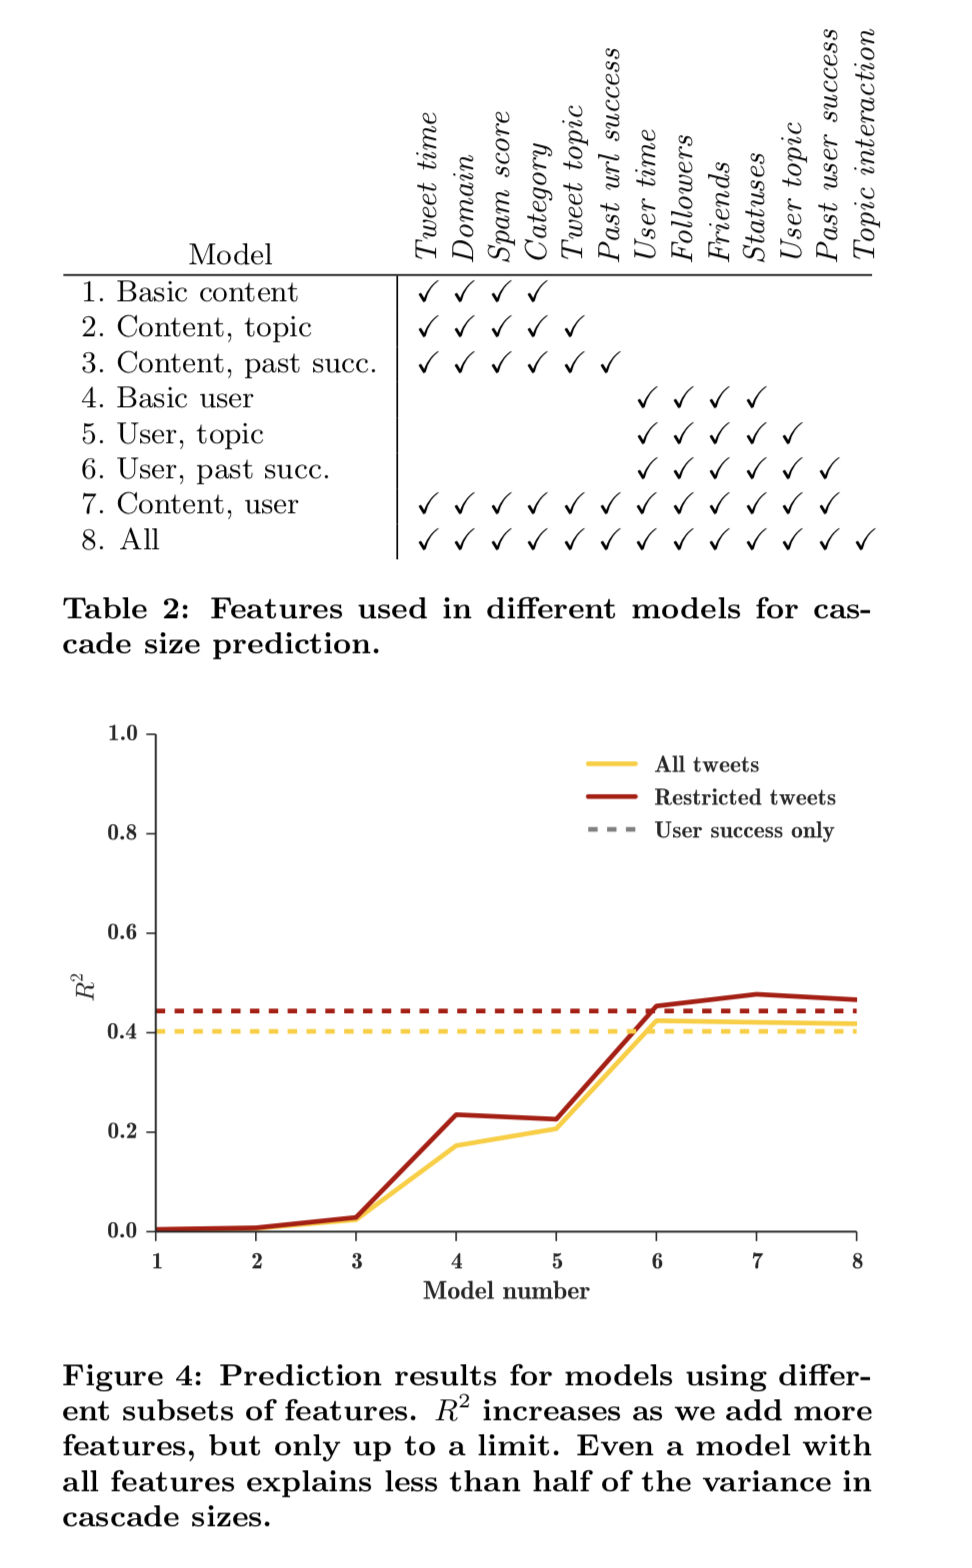 Tweet time
Domain
Spam score
Category
Tweet topic
Past url success
User time
Followers
Friends
Statuses
User topic
Past user success
Topic interaction
Model
1. Basic content ✓ ✓ ✓ ✓
2. Content, topic ✓ ✓ ✓ ✓ ✓
3. Content, past succ. ✓ ✓ ✓ ✓ ✓ ✓
4. Basic user ✓ ✓ ✓ ✓
5. User, topic ✓ ✓ ✓ ✓ ✓
6. User, past succ. ✓ ✓ ✓ ✓ ✓ ✓
7. Content, user ✓ ✓ ✓ ✓ ✓ ✓ ✓ ✓ ✓ ✓ ✓ ✓
8. All ✓ ✓ ✓ ✓ ✓ ✓ ✓ ✓ ✓ ✓ ✓ ✓ ✓
Table 2: Features used in different models for cas-
cade size prediction.
1.0
0.8
0.6
0.4
0.2
0.0
R²
All tweets
Restricted tweets
User success only
1 2 3 4 5 6 7 8
Model number
Figure 4: Prediction results for models using differ-
ent subsets of features. R² increases as we add more
features, but only up to a limit. Even a model with
all features explains less than half of the variance in
cascade sizes.